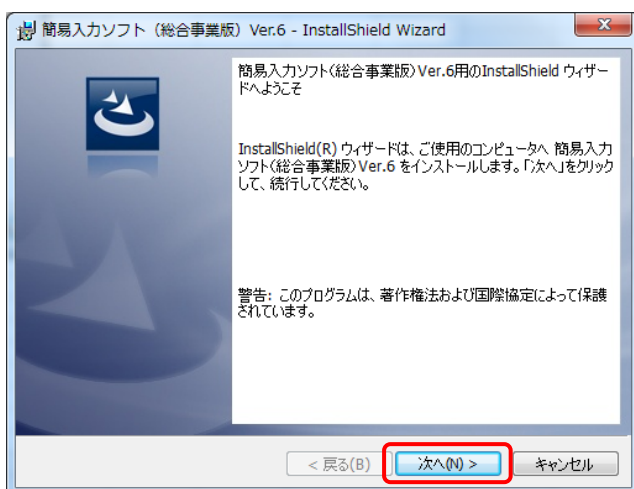 簡易入力ソフト（総合事業版）Ver.6 - InstallShield Wizard
簡易入力ソフト(総合事業版)Ver.6用のInstallShield ウィザー
ドへようこそ
InstallShield(R) ウィザードは、ご使用のコンピュータへ 簡易入力
ソフト(総合事業版)Ver.6 をインストールします。「次へ」をクリック
して、続行してください。
警告: このプログラムは、著作権法および国際協定によって保護
されています。
< 戻る(B)
次へ(N) >
キャンセル